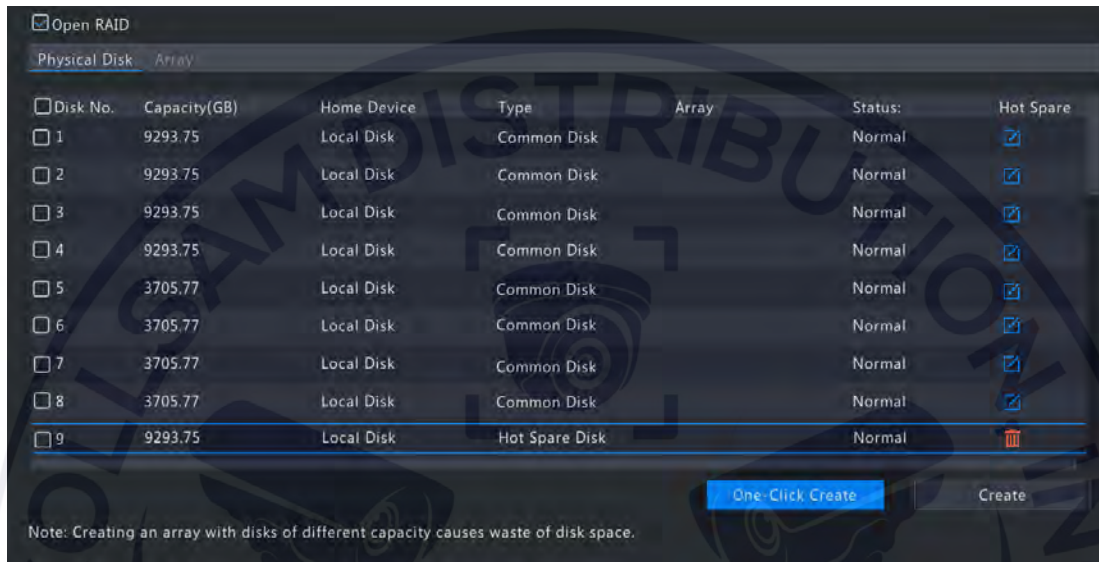 Open RAID
Physical Disk Array
Disk No. Capacity(GB) Home Device Type Array Status: Hot Spare
1 9293.75 Local Disk Common Disk Normal
2 9293.75 Local Disk Common Disk Normal
3 9293.75 Local Disk Common Disk Normal
4 9293.75 Local Disk Common Disk Normal
5 3705.77 Local Disk Common Disk Normal
6 3705.77 Local Disk Common Disk Normal
7 3705.77 Local Disk Common Disk Normal
8 3705.77 Local Disk Common Disk Normal
9 9293.75 Local Disk Hot Spare Disk Normal
One-Click Create Create
Note: Creating an array with disks of different capacity causes waste of disk space.
DISTRIBUTION